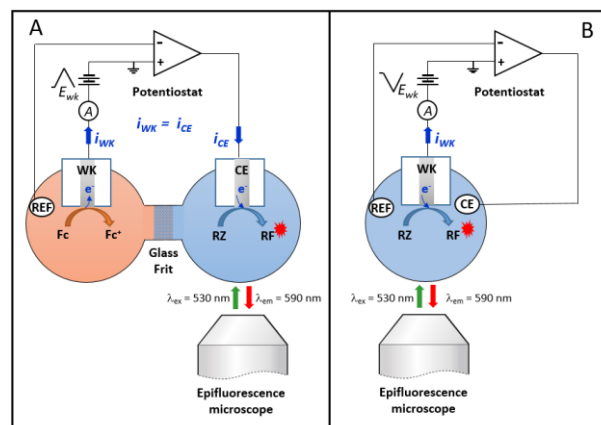 A
E_wk
−
+
Potentiostat
A
i_WK
i_WK = i_CE
i_CE
WK
e⁻
REF
Fc
Fc⁺
Glass
Frit
CE
e⁻
RZ
RF
λ_ex = 530 nm
λ_em = 590 nm
Epifluorescence
microscope
B
E_wk
−
+
Potentiostat
A
i_WK
WK
e⁻
REF
CE
RZ
RF
λ_ex = 530 nm
λ_em = 590 nm
Epifluorescence
microscope